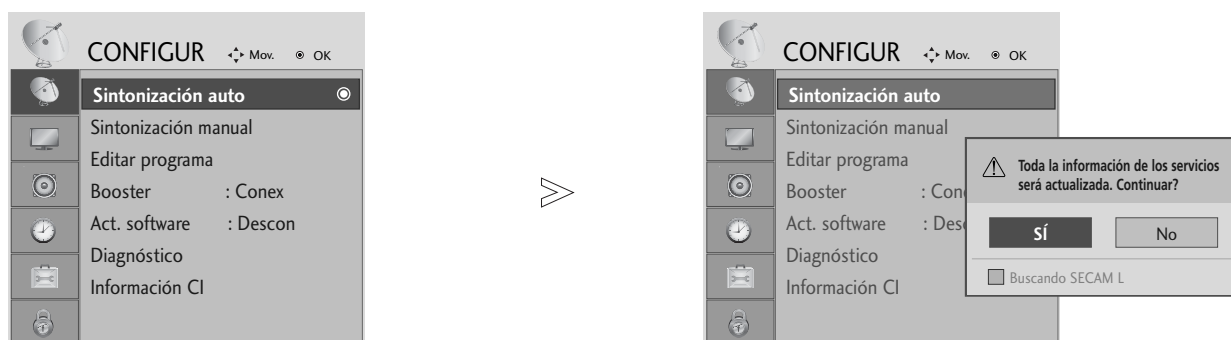 CONFIGUR Mov. OK
Sintonización auto
Sintonización manual
Editar programa
Booster : Conex
Act. software : Descon
Diagnóstico
Información CI
CONFIGUR Mov. OK
Sintonización auto
Sintonización manual
Editar programa
Booster : Con
Act. software : Des
Diagnóstico
Información CI
Toda la información de los servicios
será actualizada. Continuar?
SÍ No
Buscando SECAM L